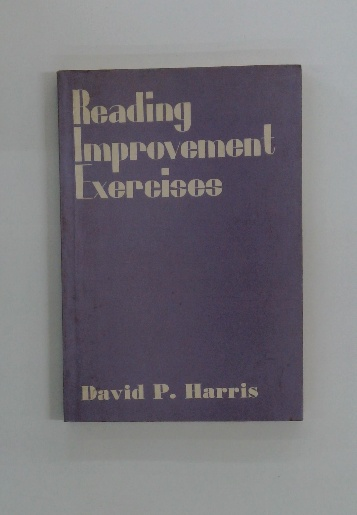 Reading
Improvement
Exercises
David P. Harris